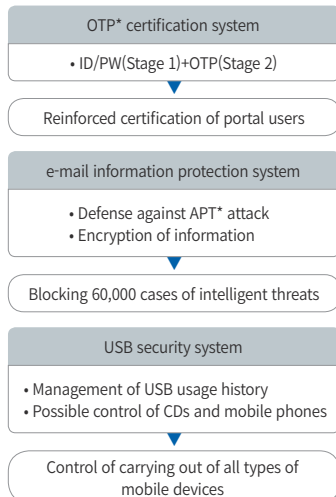 OTP* certification system
• ID/PW(Stage 1)+OTP(Stage 2)
Reinforced certification of portal users
e-mail information protection system
• Defense against APT* attack
• Encryption of information
Blocking 60,000 cases of intelligent threats
USB security system
• Management of USB usage history
• Possible control of CDs and mobile phones
Control of carrying out of all types of
mobile devices